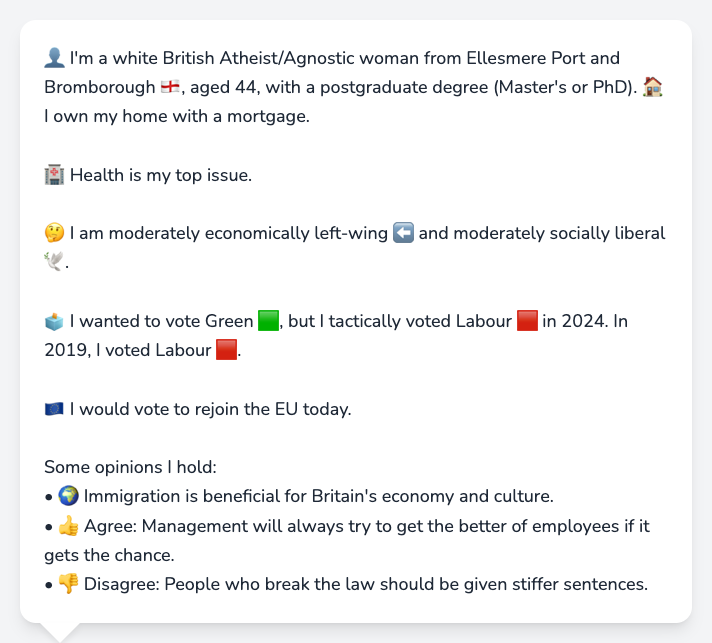 👤 I'm a white British Atheist/Agnostic woman from Ellesmere Port and
Bromborough 🏴󠁧󠁢󠁥󠁮󠁧󠁿, aged 44, with a postgraduate degree (Master's or PhD). 🏠
I own my home with a mortgage.
🏥 Health is my top issue.
🤔 I am moderately economically left-wing ⬅️ and moderately socially liberal
🕊️.
🗳️ I wanted to vote Green 🟩, but I tactically voted Labour 🟥 in 2024. In
2019, I voted Labour 🟥.
🇪🇺 I would vote to rejoin the EU today.
Some opinions I hold:
• 🌍 Immigration is beneficial for Britain's economy and culture.
• 👍 Agree: Management will always try to get the better of employees if it
gets the chance.
• 👎 Disagree: People who break the law should be given stiffer sentences.